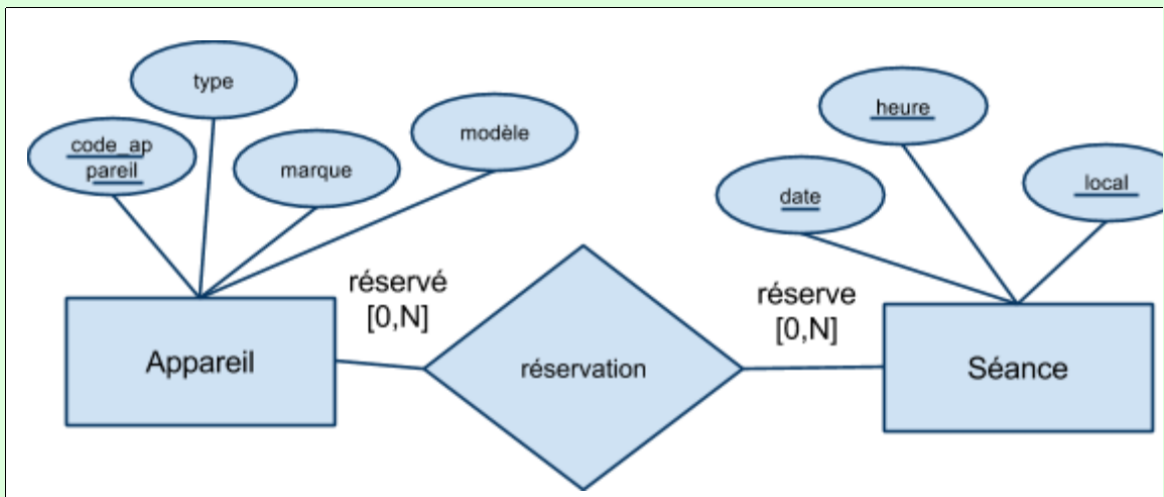 type
heure
modèle
code_ap
pareil
marque
date
local
réservé
[0,N]
réserve
[0,N]
Appareil
réservation
Séance